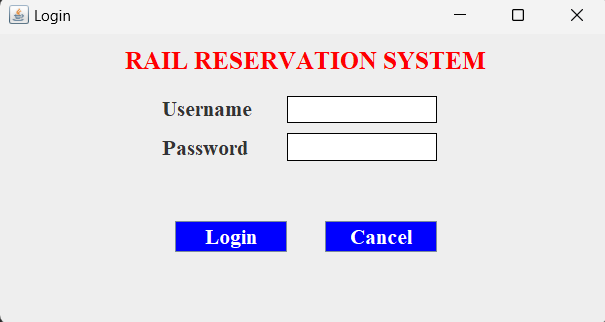 Login
RAIL RESERVATION SYSTEM
Username
Password
Login Cancel